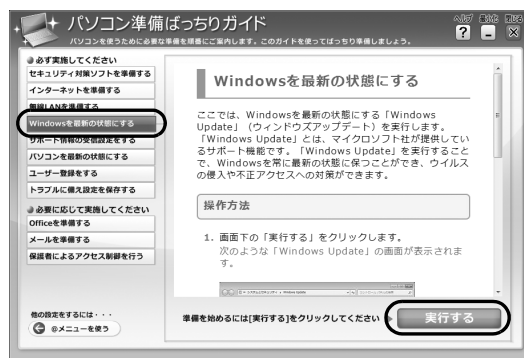 パソコン準備ばっちりガイド
パソコンを使うために必要な準備を順番にご案内します。このガイドを使ってばっちり準備しましょう。
ヘルプ 最小化 閉じる
必ず実施してください
セキュリティ対策ソフトを準備する
インターネットを準備する
無線LANを準備する
Windowsを最新の状態にする
サポート情報の受信設定をする
パソコンを最新の状態にする
ユーザー登録をする
トラブルに備え設定を保存する
必要に応じて実施してください
Officeを準備する
メールを準備する
保護者によるアクセス制御を行う
他の設定をするには・・・
@メニューを使う
Windowsを最新の状態にする
ここでは、Windowsを最新の状態にする「Windows
Update」（ウィンドウズアップデート）を実行します。
「Windows Update」とは、マイクロソフト社が提供してい
るサポート機能です。「Windows Update」を実行すること
で、Windowsを常に最新の状態に保つことができ、ウイルス
の侵入や不正アクセスへの対策ができます。
操作方法
1. 画面下の「実行する」をクリックします。
次のような「Windows Update」の画面が表示されま
す。
準備を始めるには[実行する]をクリックしてください
実行する